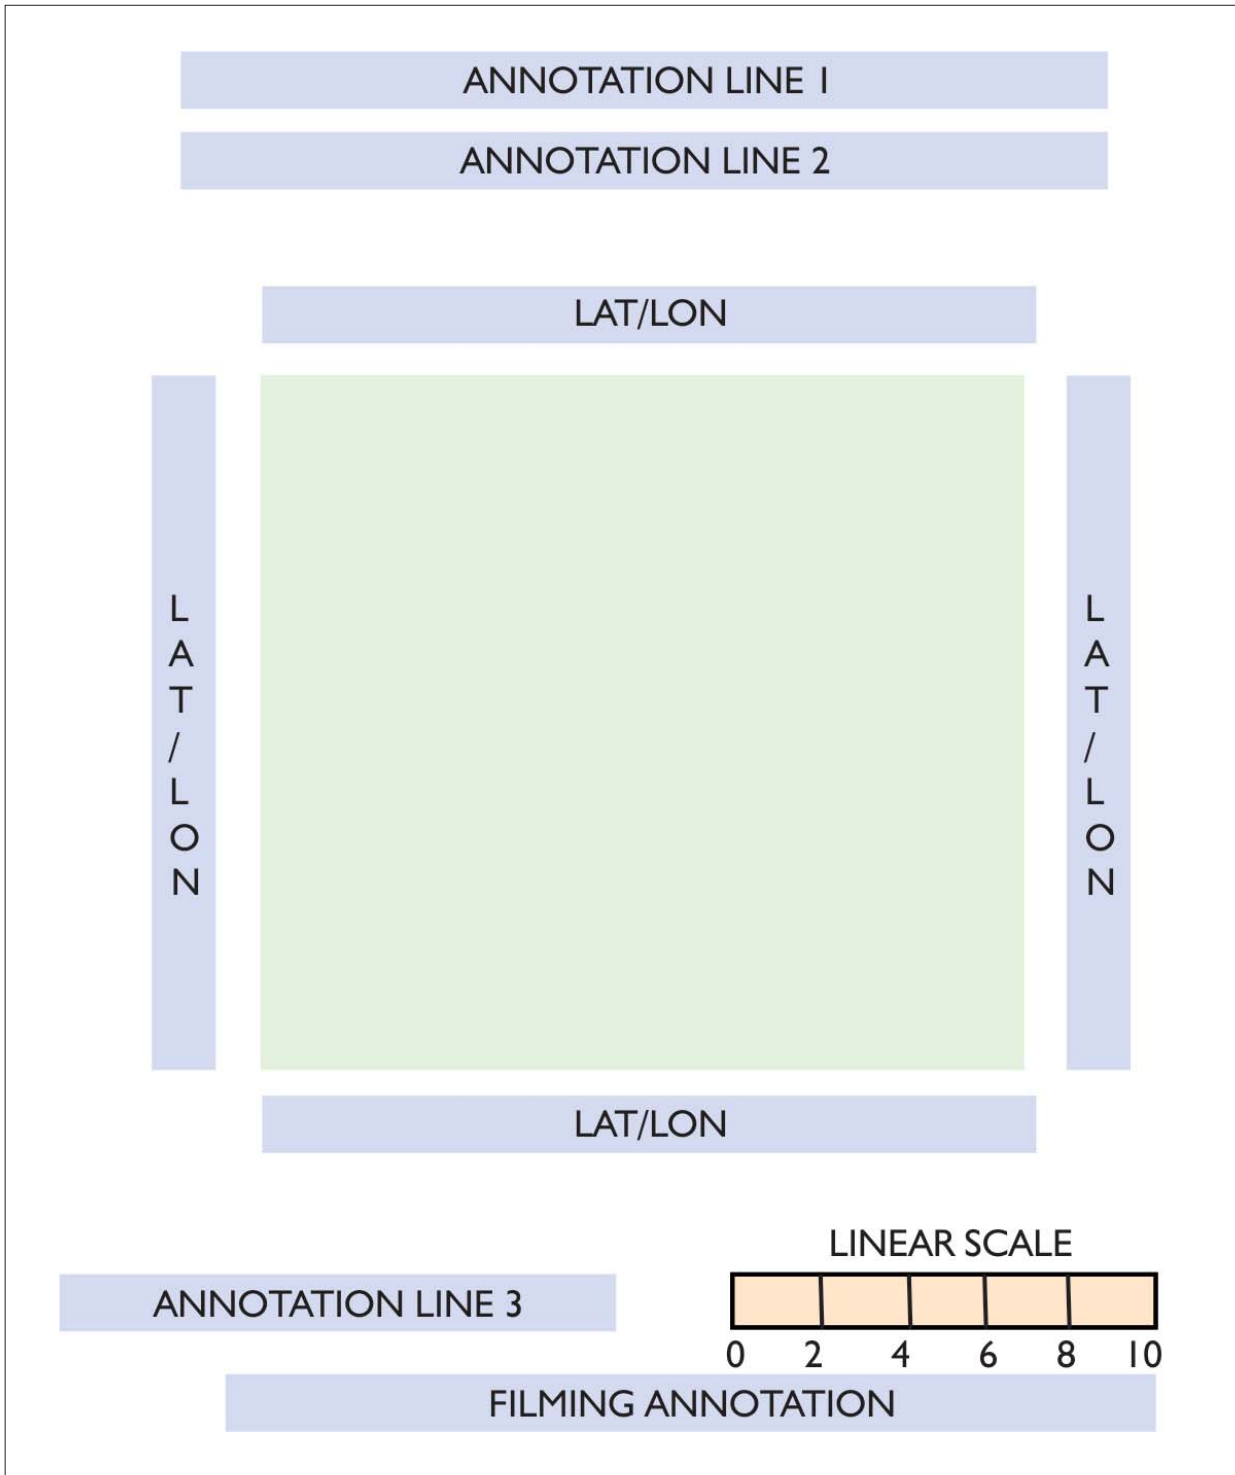 ANNOTATION LINE 1
ANNOTATION LINE 2
LAT/LON
LAT/LON
LAT/LON
LAT/LON
LINEAR SCALE
ANNOTATION LINE 3
0 2 4 6 8 10
FILMING ANNOTATION